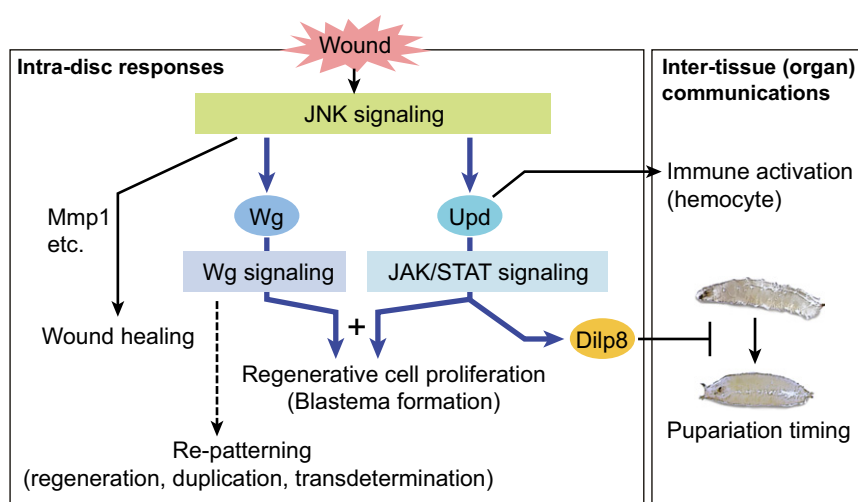 Wound
Intra-disc responses
Inter-tissue (organ)
communications
JNK signaling
Immune activation
(hemocyte)
Mmp1
etc.
Wg
Upd
Wg signaling
JAK/STAT signaling
Wound healing
+
Dilp8
Regenerative cell proliferation
(Blastema formation)
Pupariation timing
Re-patterning
(regeneration, duplication, transdetermination)